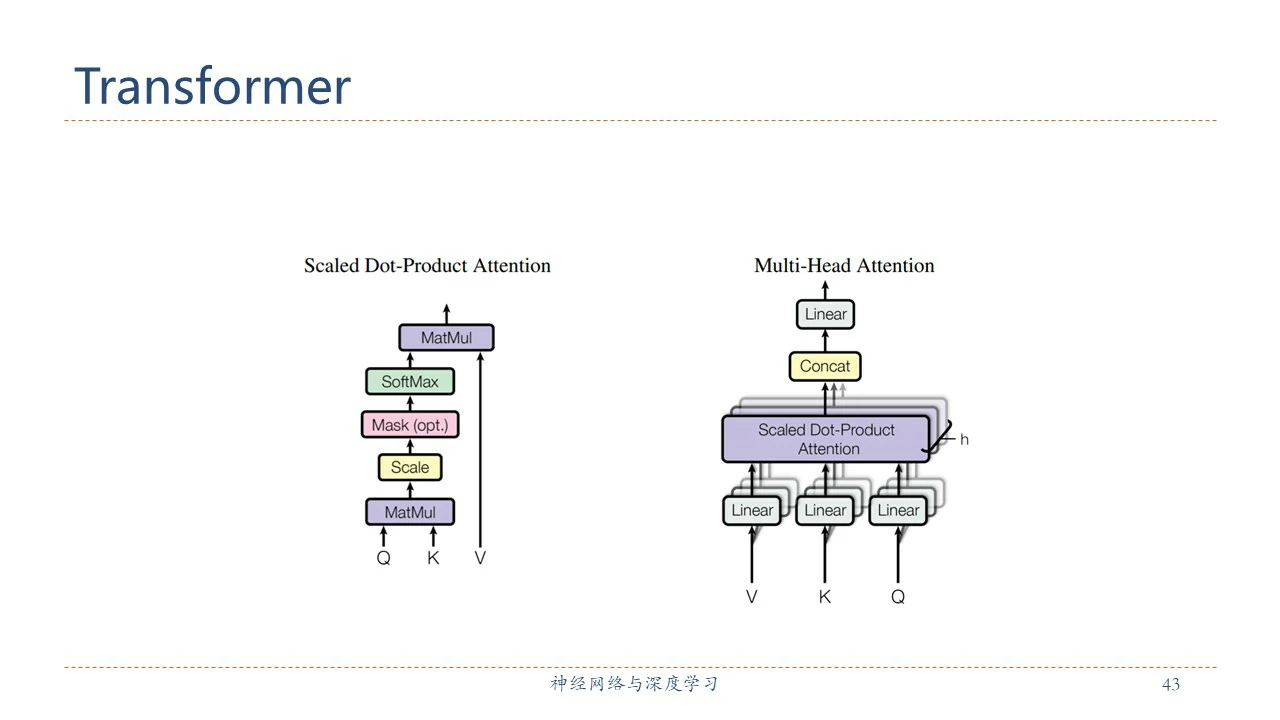 Transformer
Scaled Dot-Product Attention
MatMul
SoftMax
Mask (opt.)
Scale
MatMul
Q K V
Multi-Head Attention
Linear
Concat
Scaled Dot-Product
Attention
h
Linear Linear Linear
V K Q
神经网络与深度学习
43